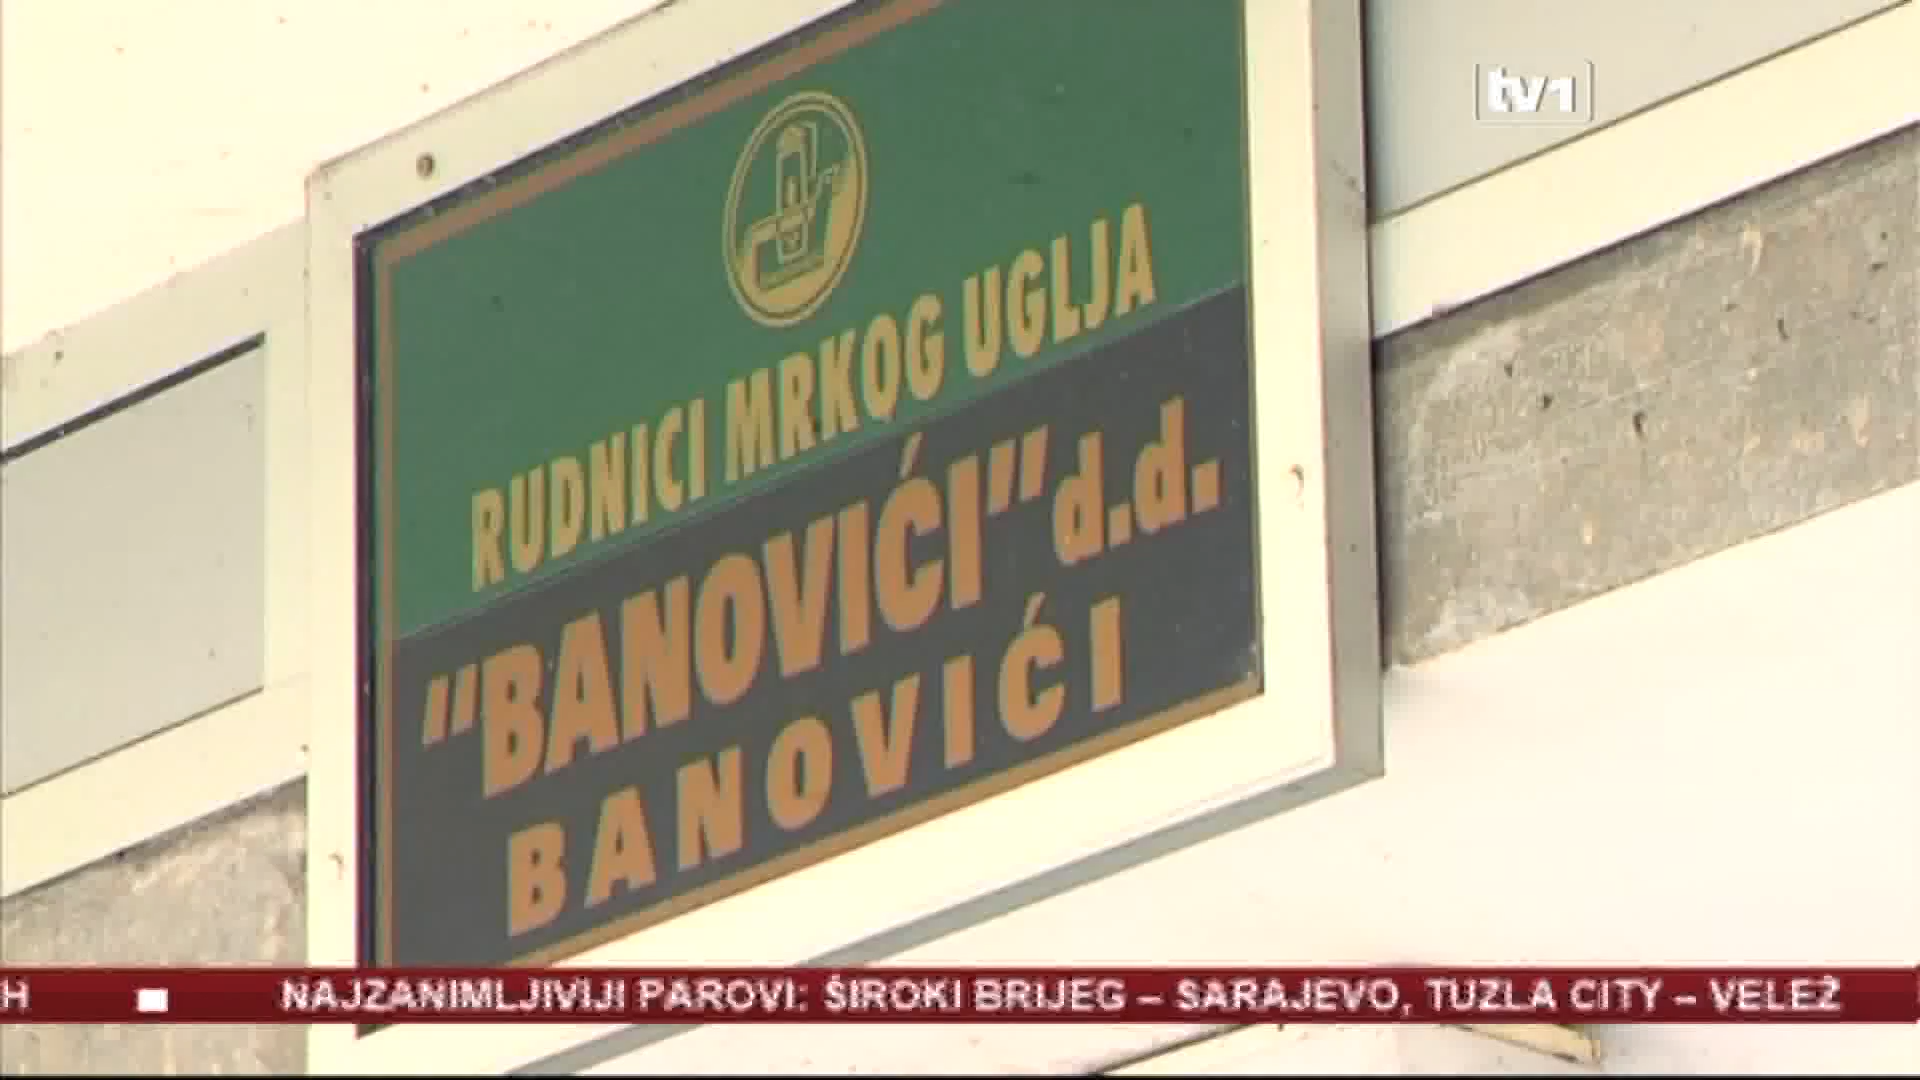 tv1
RUDNICI MRKOG UGLJA
"BANOVIĆI" d.d.
BANOVIĆI
H ■ NAJZANIMLJIVIJI PAROVI: ŠIROKI BRIJEG – SARAJEVO, TUZLA CITY – VELEŽ